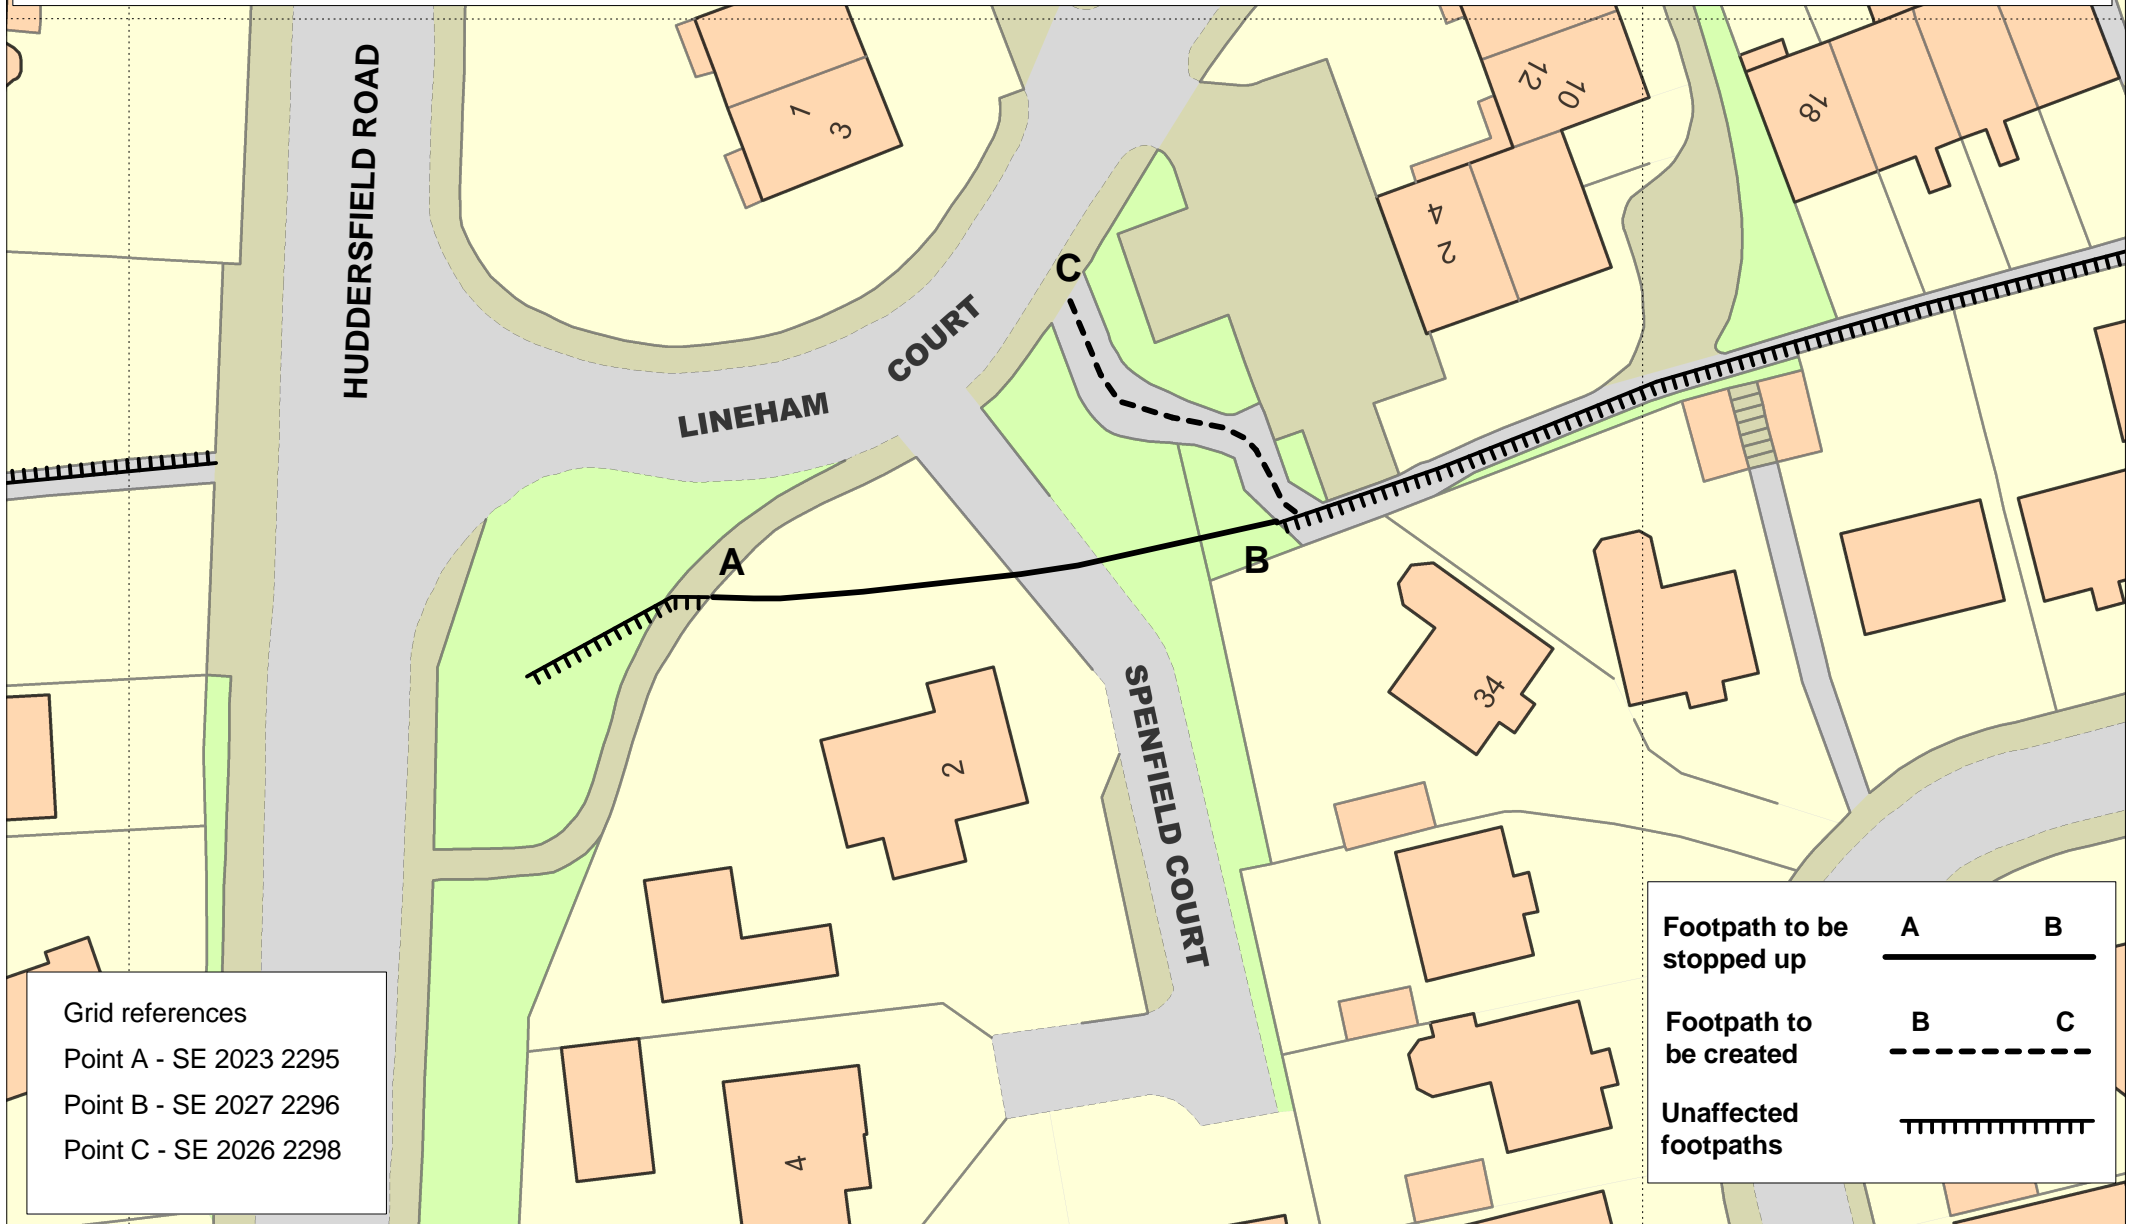 HUDDERSFIELD ROAD
1
3
12
10
18
4
2
C
COURT
LINEHAM
A
B
SPENFIELD COURT
34
2
4
Grid references
Point A - SE 2023 2295
Point B - SE 2027 2296
Point C - SE 2026 2298
Footpath to be A B
stopped up
Footpath to B C
be created
Unaffected
footpaths